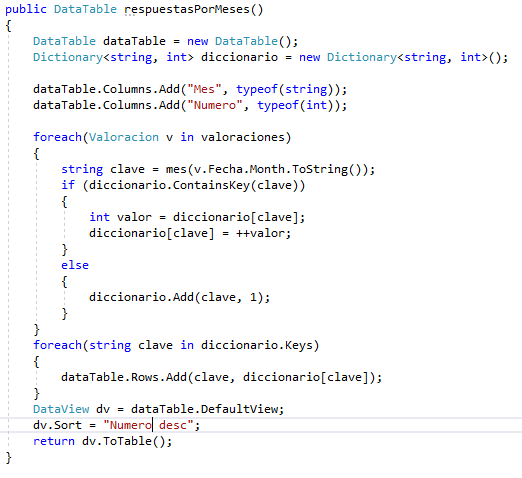 public DataTable respuestasPorMeses()
{
DataTable dataTable = new DataTable();
Dictionary<string, int> diccionario = new Dictionary<string, int>();
dataTable.Columns.Add("Mes", typeof(string));
dataTable.Columns.Add("Numero", typeof(int));
foreach(Valoracion v in valoraciones)
{
string clave = mes(v.Fecha.Month.ToString());
if (diccionario.ContainsKey(clave))
{
int valor = diccionario[clave];
diccionario[clave] = ++valor;
}
else
{
diccionario.Add(clave, 1);
}
}
foreach(string clave in diccionario.Keys)
{
dataTable.Rows.Add(clave, diccionario[clave]);
}
DataView dv = dataTable.DefaultView;
dv.Sort = "Numero desc";
return dv.ToTable();
}